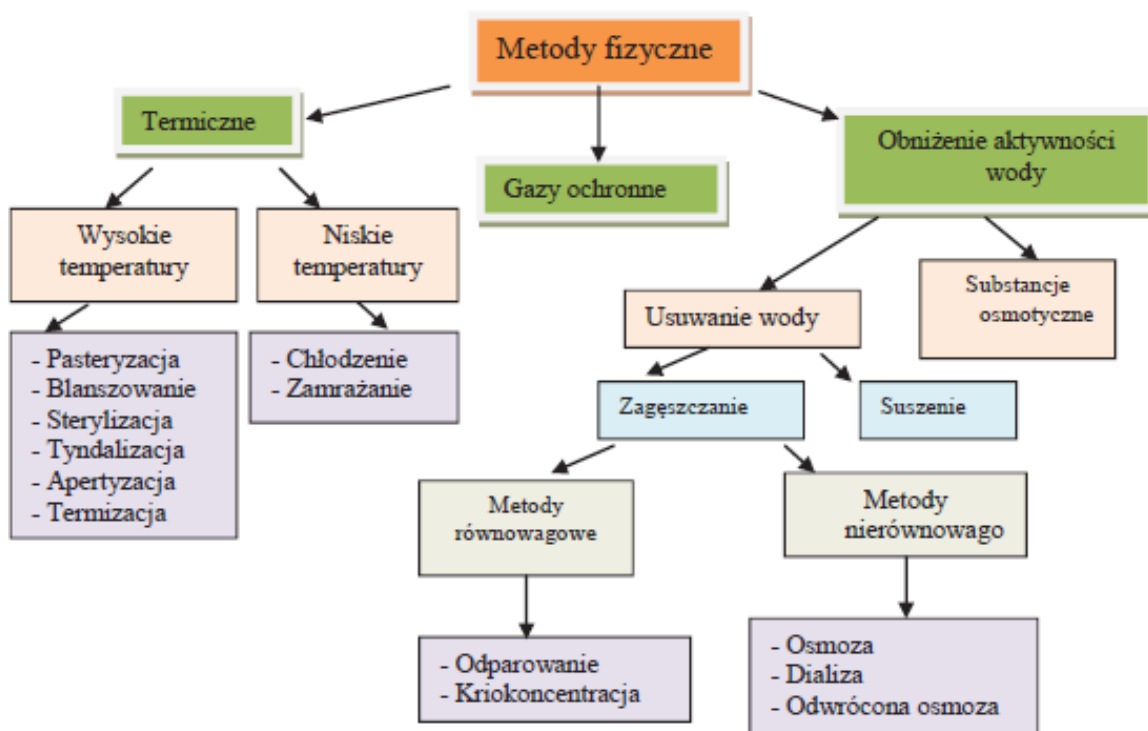 Metody fizyczne
Termiczne
Gazy ochronne
Obniżenie aktywności
wody
Wysokie
temperatury
Niskie
temperatury
Usuwanie wody
Substancje
osmotyczne
- Pasteryzacja
- Blanszowanie
- Sterylizacja
- Tyndalizacja
- Apertyzacja
- Termizacja
- Chłodzenie
- Zamrażanie
Zagęszczanie
Suszenie
Metody
równowagowe
Metody
nierównowago
- Odparowanie
- Kriokoncentracja
- Osmoza
- Dializa
- Odwrócona osmoza